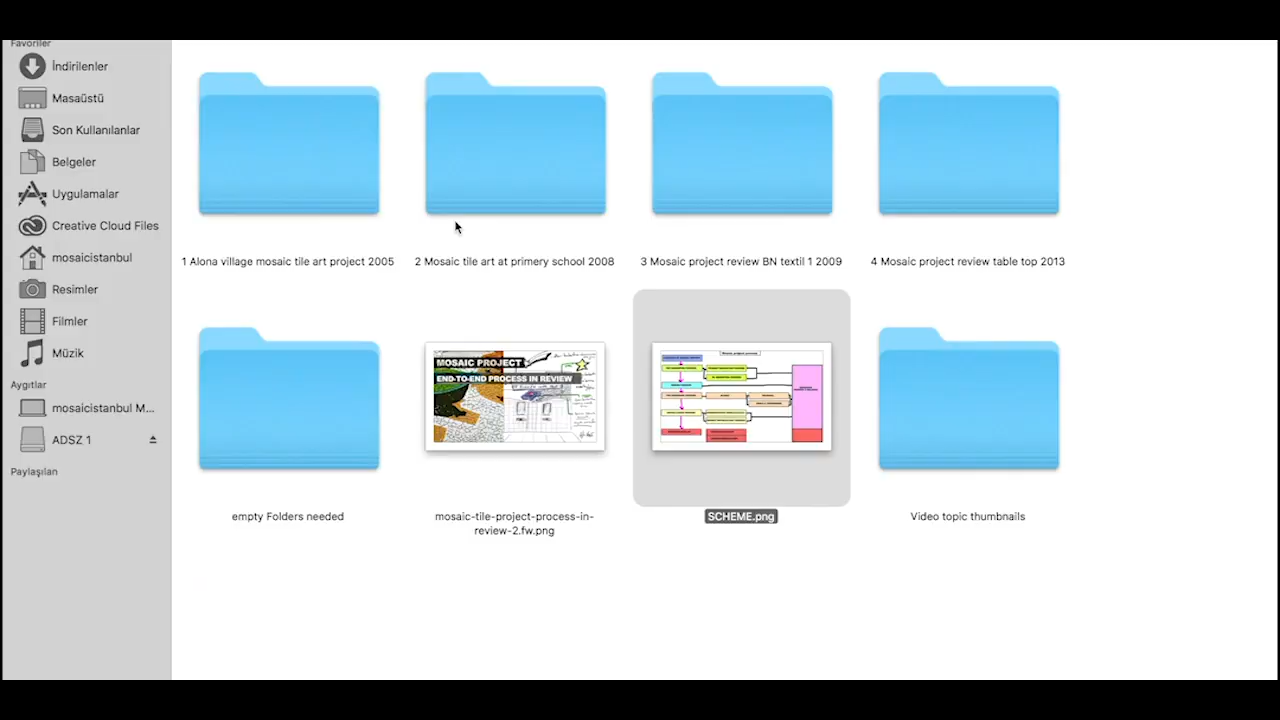 Favoriler
İndirilenler
Masaüstü
Son Kullanılanlar
Belgeler
Uygulamalar
Creative Cloud Files
mosaicistanbul
Resimler
Filmler
Müzik
Aygıtlar
mosaicistanbul M...
ADSZ 1
Paylaşılan
1 Alona village mosaic tile art project 2005
2 Mosaic tile art at primery school 2008
3 Mosaic project review BN textil 1 2009
4 Mosaic project review table top 2013
empty Folders needed
MOSAIC PROJECT
END-TO-END PROCESS IN REVIEW
mosaic-tile-project-process-in-
review-2.fw.png
SCHEME.png
Video topic thumbnails